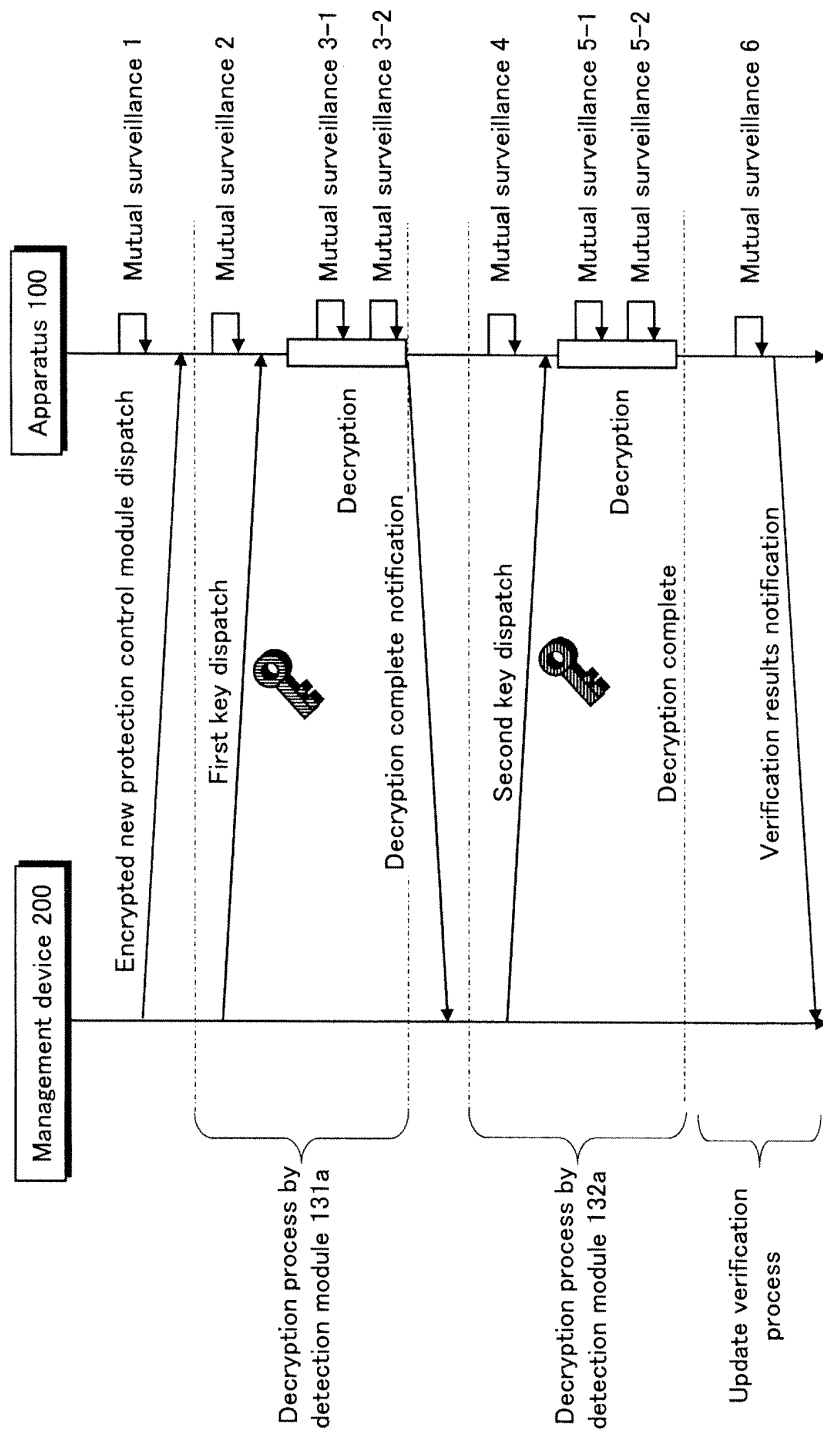 Management device 200
Apparatus 100
Encrypted new protection control module dispatch
Mutual surveillance 1
Decryption process by
detection module 131a
First key dispatch
Mutual surveillance 2
Decryption
Mutual surveillance 3-1
Mutual surveillance 3-2
Decryption complete notification
Decryption process by
detection module 132a
Second key dispatch
Mutual surveillance 4
Decryption
Mutual surveillance 5-1
Mutual surveillance 5-2
Decryption complete
Update verification
process
Verification results notification
Mutual surveillance 6